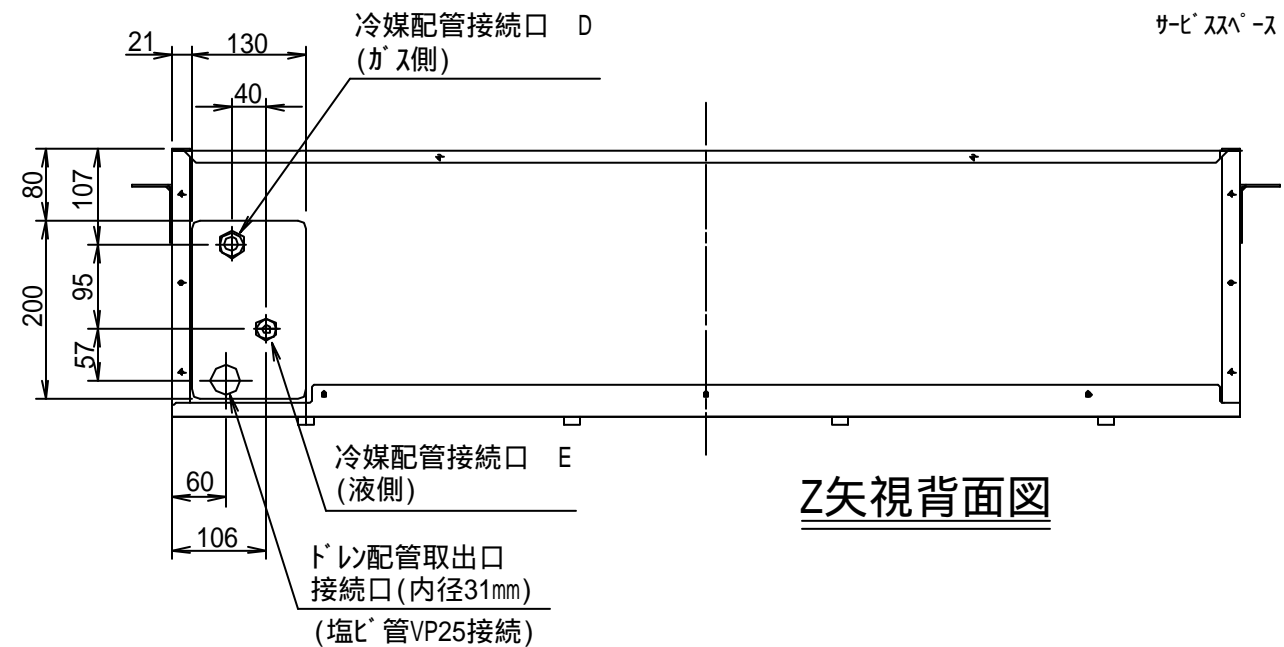 冷媒配管接続口 D
(ガス側)
サービススペース
21
130
40
80
107
200
95
57
60
106
冷媒配管接続口 E
(液側)
Z矢視背面図
ドレン配管取出口
接続口(内径31mm)
(塩ビ管VP25接続)